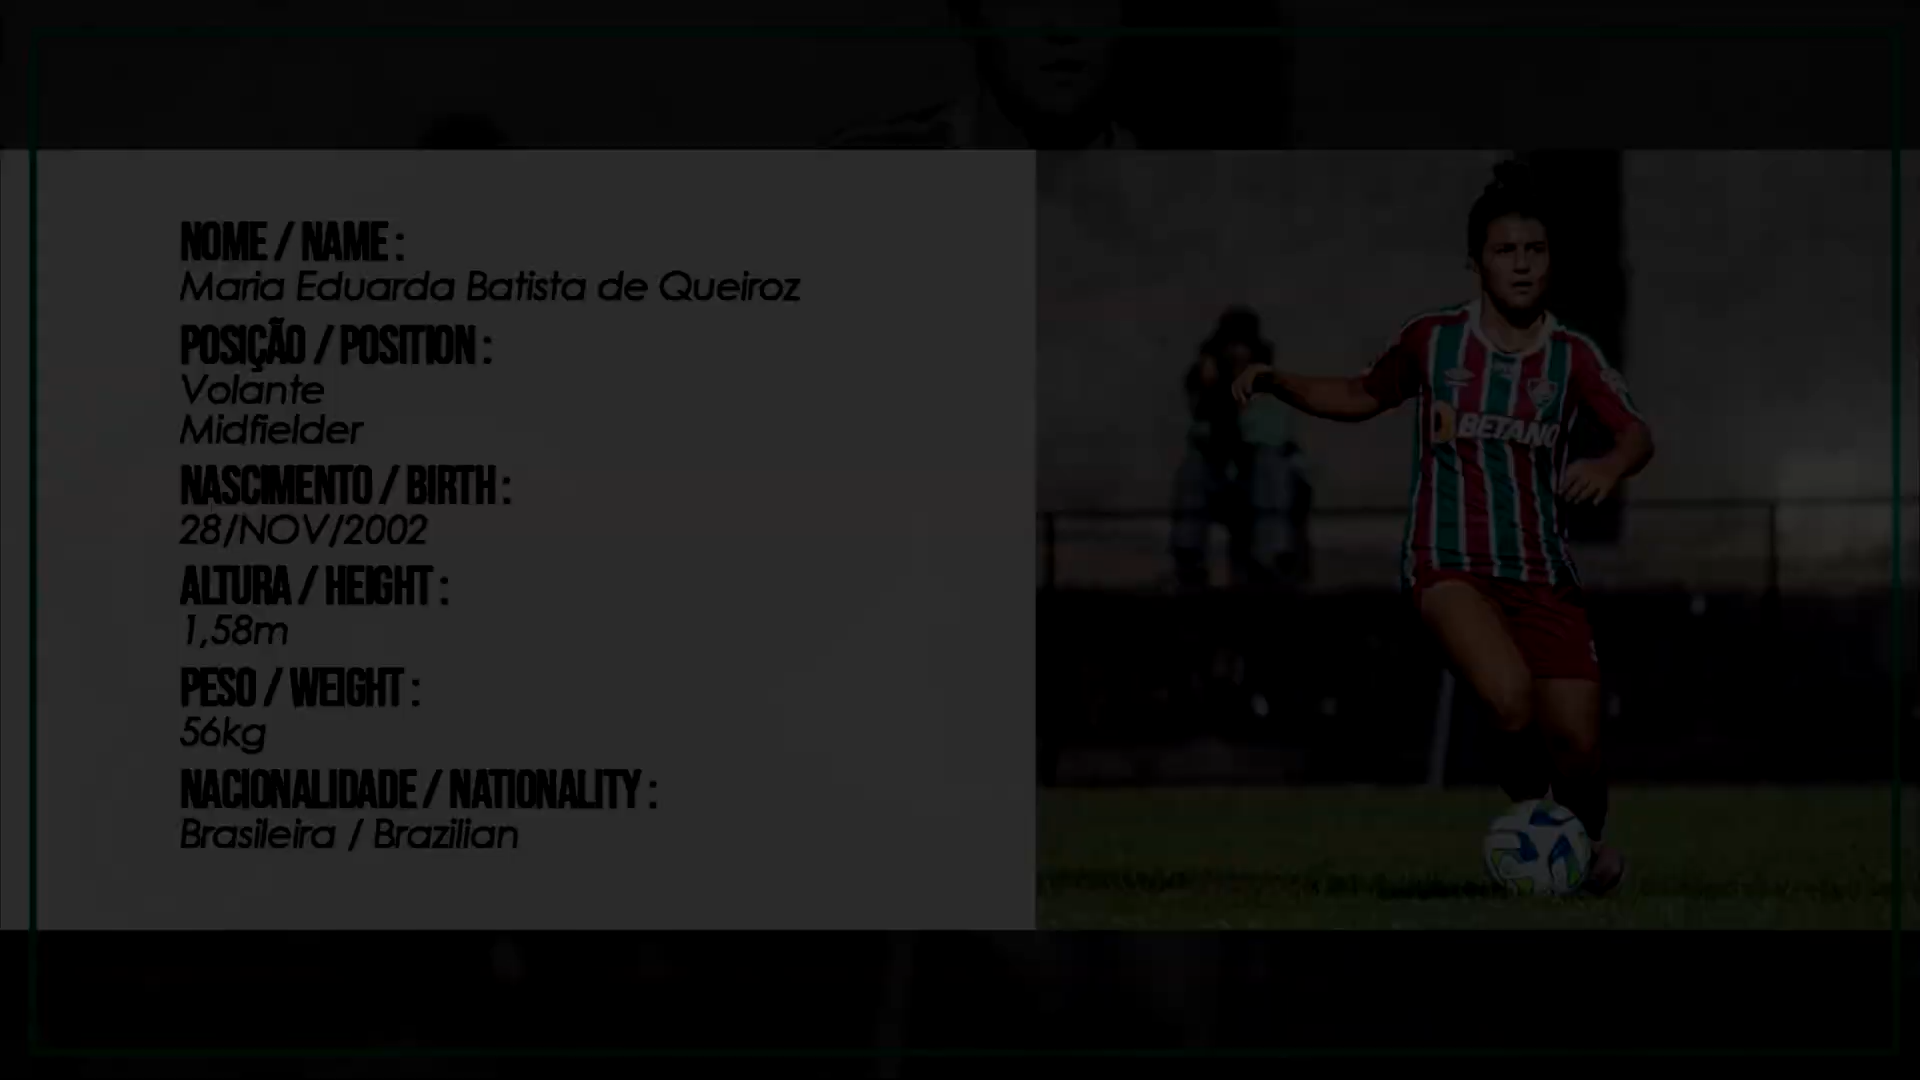 NOME / NAME :
Maria Eduarda Batista de Queiroz
POSIÇÃO / POSITION :
Volante
Midfielder
NASCIMENTO / BIRTH :
28/NOV/2002
ALTURA / HEIGHT :
1,58m
PESO / WEIGHT :
56kg
NACIONALIDADE / NATIONALITY :
Brasileira / Brazilian
BETANO